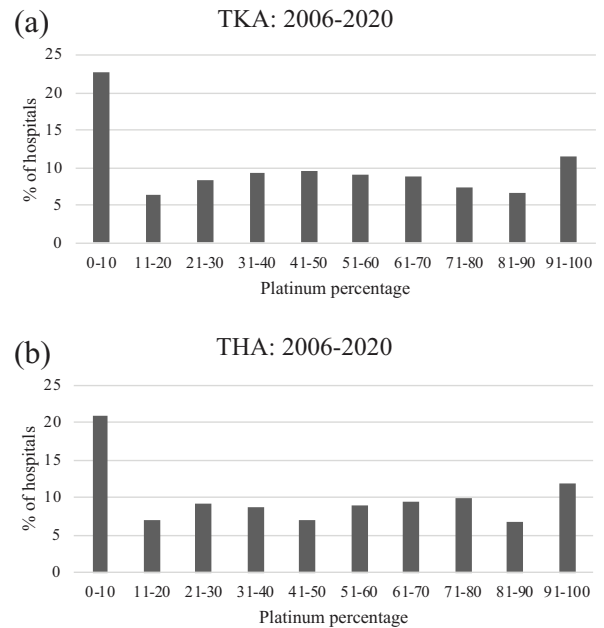 (a)
TKA: 2006-2020
25
20
15
10
5
0
% of hospitals
0-10 11-20 21-30 31-40 41-50 51-60 61-70 71-80 81-90 91-100
Platinum percentage
(b)
THA: 2006-2020
25
20
15
10
5
0
% of hospitals
0-10 11-20 21-30 31-40 41-50 51-60 61-70 71-80 81-90 91-100
Platinum percentage